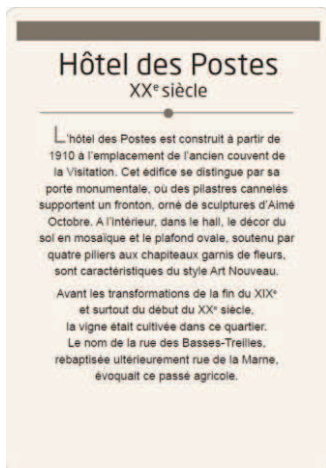 Hôtel des Postes
XXᵉ siècle
L'hôtel des Postes est construit à partir de
1910 à l'emplacement de l'ancien couvent de
la Visitation. Cet édifice se distingue par sa
porte monumentale, où des pilastres cannelés
supportent un fronton, orné de sculptures d'Aimé
Octobre. A l'intérieur, dans le hall, le décor du
sol en mosaïque et le plafond ovale, soutenu par
quatre piliers aux chapiteaux garnis de fleurs,
sont caractéristiques du style Art Nouveau.
Avant les transformations de la fin du XIXᵉ
et surtout du début du XXᵉ siècle,
la vigne était cultivée dans ce quartier.
Le nom de la rue des Basses-Treilles,
rebaptisée ultérieurement rue de la Marne,
évoquait ce passé agricole.